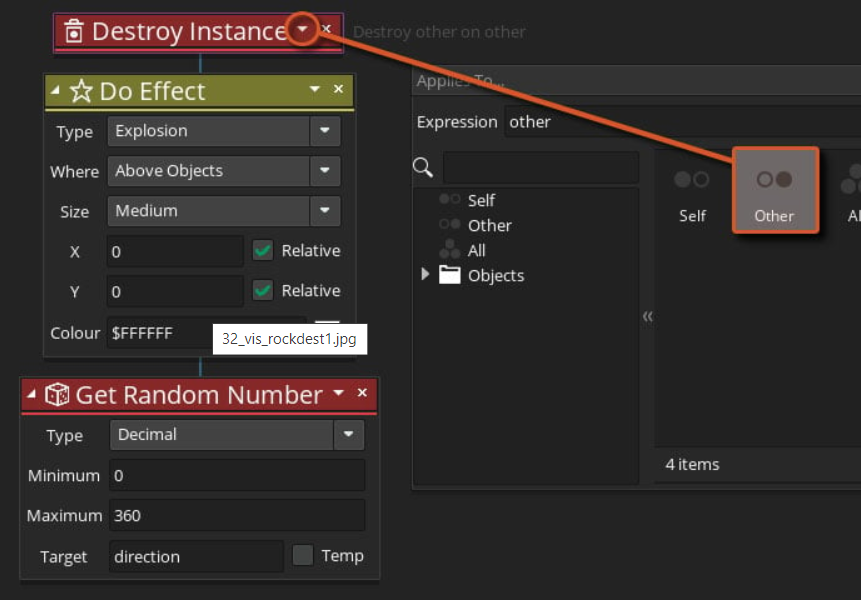 Destroy Instance
Destroy other on other
Do Effect
Type Explosion
Where Above Objects
Size Medium
X 0 Relative
Y 0 Relative
Colour $FFFFFF
32_vis_rockdest1.jpg
Get Random Number
Type Decimal
Minimum 0
Maximum 360
Target direction Temp
Applies To...
Expression other
Self
Other
All
Objects
Self Other
4 items